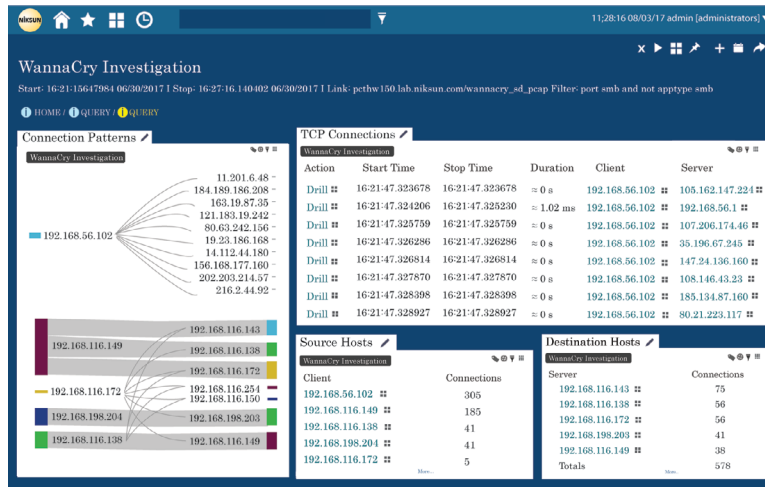 NIKSUN
11;28:16 08/03/17 admin [administrators]
X
WannaCry Investigation
Start: 16:21:15647984 06/30/2017 I Stop: 16:27:16.140402 06/30/2017 I Link: pcthw150.lab.niksun.com/wannacry_sd_pcap Filter: port smb and not apptype smb
HOME / QUERY / QUERY
Connection Patterns
WannaCry Investigation
11.201.6.48
184.189.186.208
163.19.87.35
121.183.19.242
80.63.242.156
192.168.56.102
19.23.186.168
14.112.44.180
156.168.177.160
202.203.214.57
216.2.44.92
192.168.116.143
192.168.116.149
192.168.116.138
192.168.116.172
192.168.116.172
192.168.116.254
192.168.116.150
192.168.198.204
192.168.198.203
192.168.116.138
192.168.116.149
TCP Connections
WannaCry Investigation
Action Start Time Stop Time Duration Client Server
Drill 16:21:47.323678 16:21:47.323678 ≈ 0 s 192.168.56.102 105.162.147.224
Drill 16:21:47.324206 16:21:47.325230 ≈ 1.02 ms 192.168.56.102 192.168.56.1
Drill 16:21:47.325759 16:21:47.325759 ≈ 0 s 192.168.56.102 107.206.174.46
Drill 16:21:47.326286 16:21:47.326286 ≈ 0 s 192.168.56.102 35.196.67.245
Drill 16:21:47.326814 16:21:47.326814 ≈ 0 s 192.168.56.102 147.24.136.160
Drill 16:21:47.327870 16:21:47.327870 ≈ 0 s 192.168.56.102 108.146.43.23
Drill 16:21:47.328398 16:21:47.328398 ≈ 0 s 192.168.56.102 185.134.87.160
Drill 16:21:47.328927 16:21:47.328927 ≈ 0 s 192.168.56.102 80.21.223.117
Source Hosts
WannaCry Investigation
Client Connections
192.168.56.102 305
192.168.116.149 185
192.168.116.138 41
192.168.198.204 41
192.168.116.172 5
More...
Destination Hosts
WannaCry Investigation
Server Connections
192.168.116.143 75
192.168.116.138 56
192.168.116.172 56
192.168.198.203 41
192.168.116.149 38
Totals 578
More..